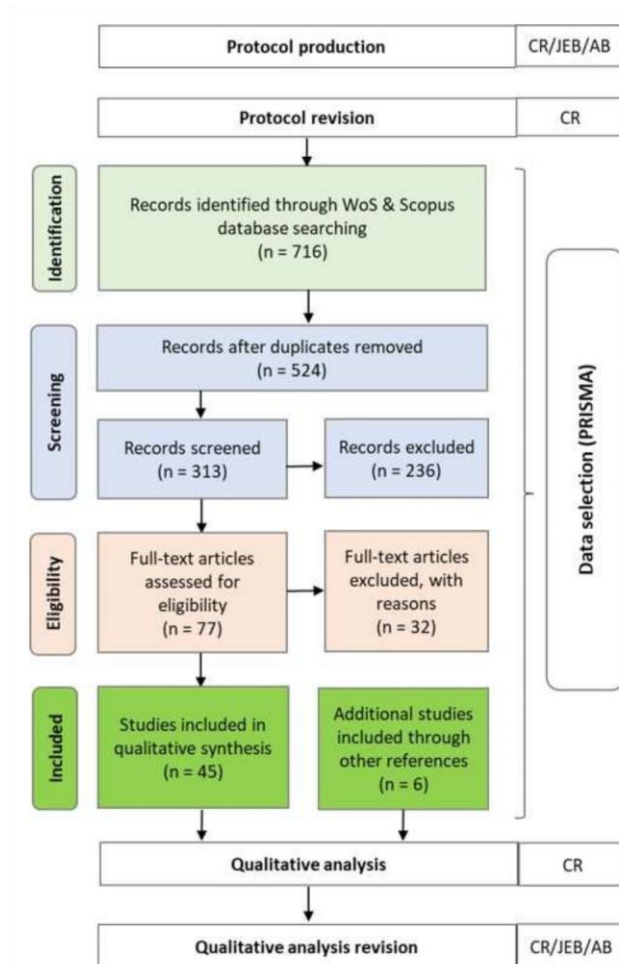 Protocol production
CR/JEB/AB
Protocol revision
CR
Identification
Records identified through WoS & Scopus
database searching
(n = 716)
Screening
Records after duplicates removed
(n = 524)
Records screened
(n = 313)
Records excluded
(n = 236)
Eligibility
Full-text articles
assessed for
eligibility
(n = 77)
Full-text articles
excluded, with
reasons
(n = 32)
Included
Studies included in
qualitative synthesis
(n = 45)
Additional studies
included through
other references
(n = 6)
Data selection (PRISMA)
Qualitative analysis
CR
Qualitative analysis revision
CR/JEB/AB